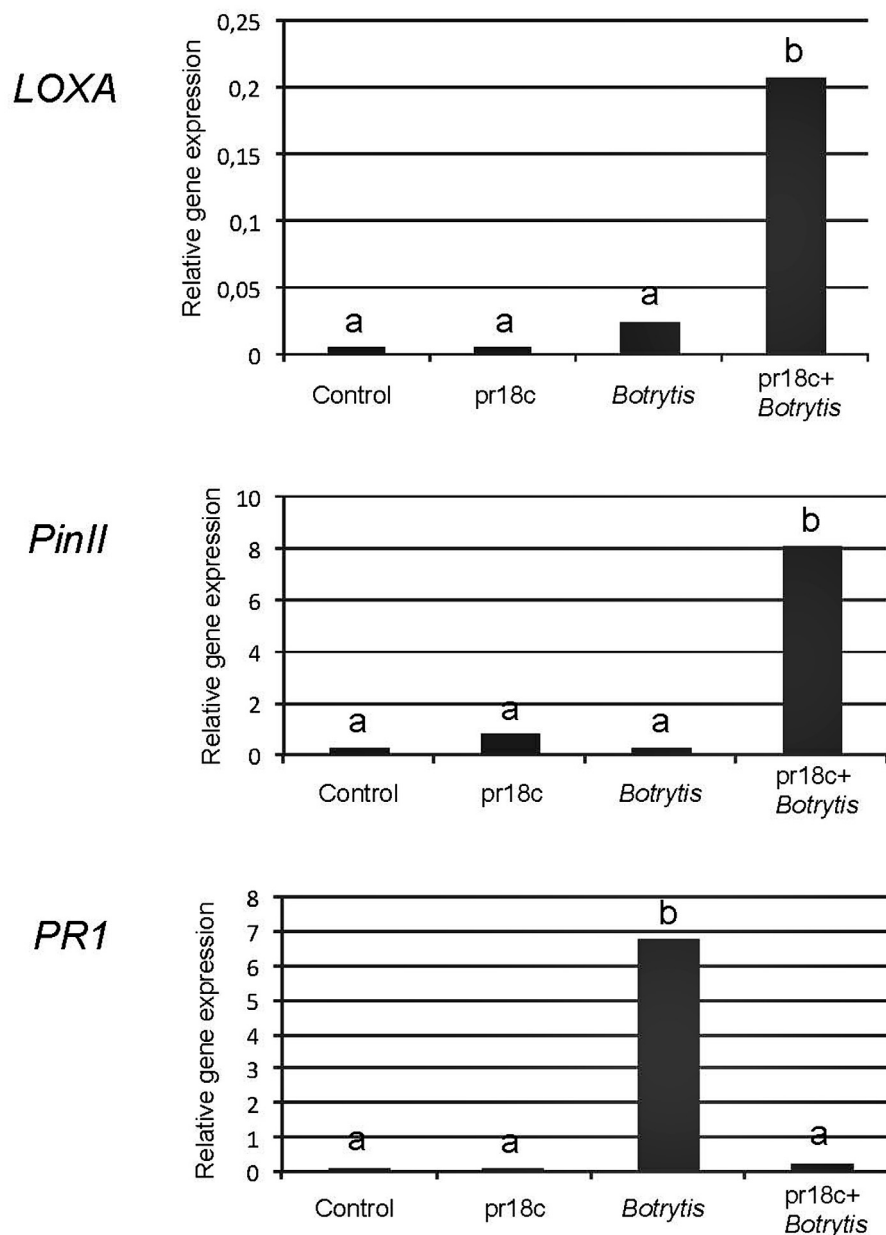 LOXA
Relative gene expression
0,25
0,2
0,15
0,1
0,05
0
a
a
a
b
Control
pr18c
Botrytis
pr18c+
Botrytis
PinII
Relative gene expression
10
8
6
4
2
0
a
a
a
b
Control
pr18c
Botrytis
pr18c+
Botrytis
PR1
Relative gene expression
8
7
6
5
4
3
2
1
0
a
a
b
a
Control
pr18c
Botrytis
pr18c+
Botrytis